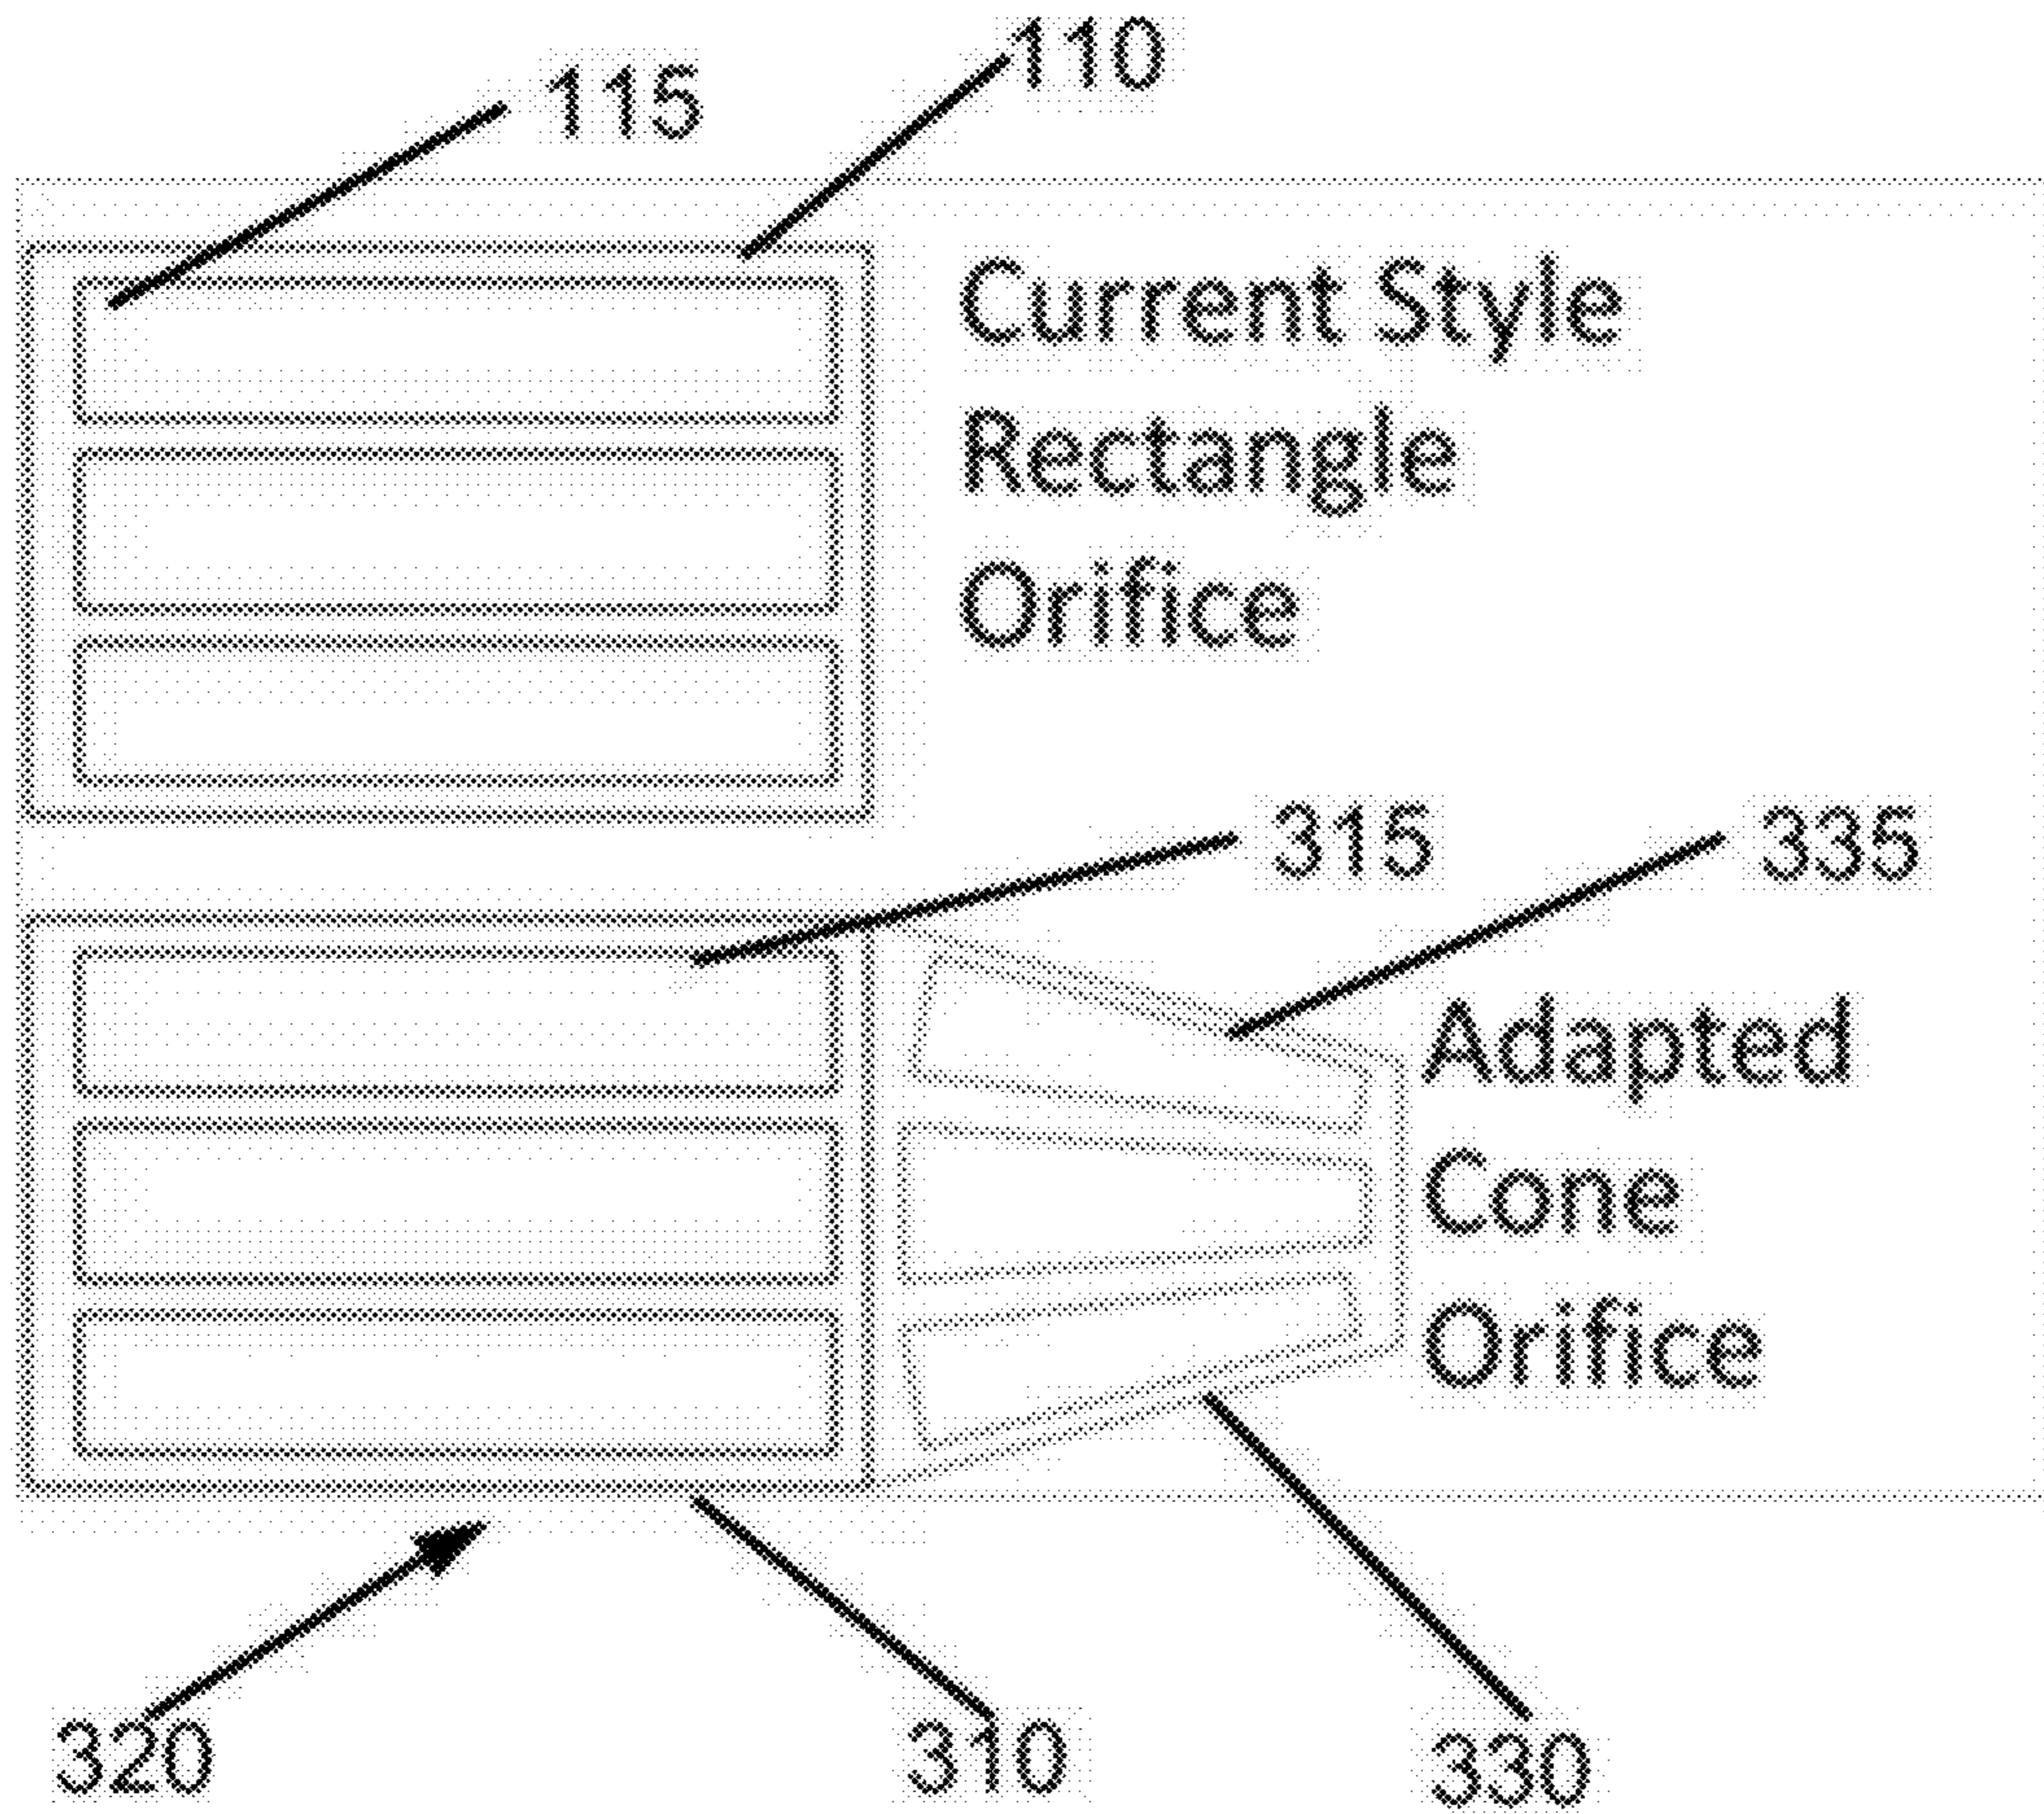 110
115
Current Style
Rectangle
Orifice
315
335
Adapted
Cone
Orifice
320
310
330